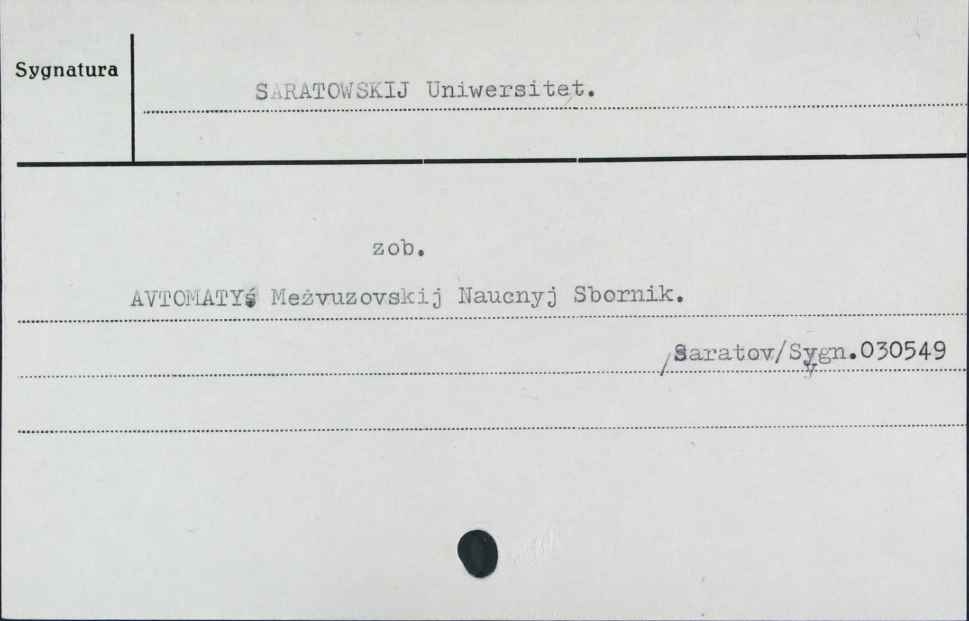 Sygnatura
SARATOWSKIJ Uniwersitet.
zob.
AVTOMATY. Meżvuzovskij Naucnyj Sbornik.
/Saratov/Sygn.030549